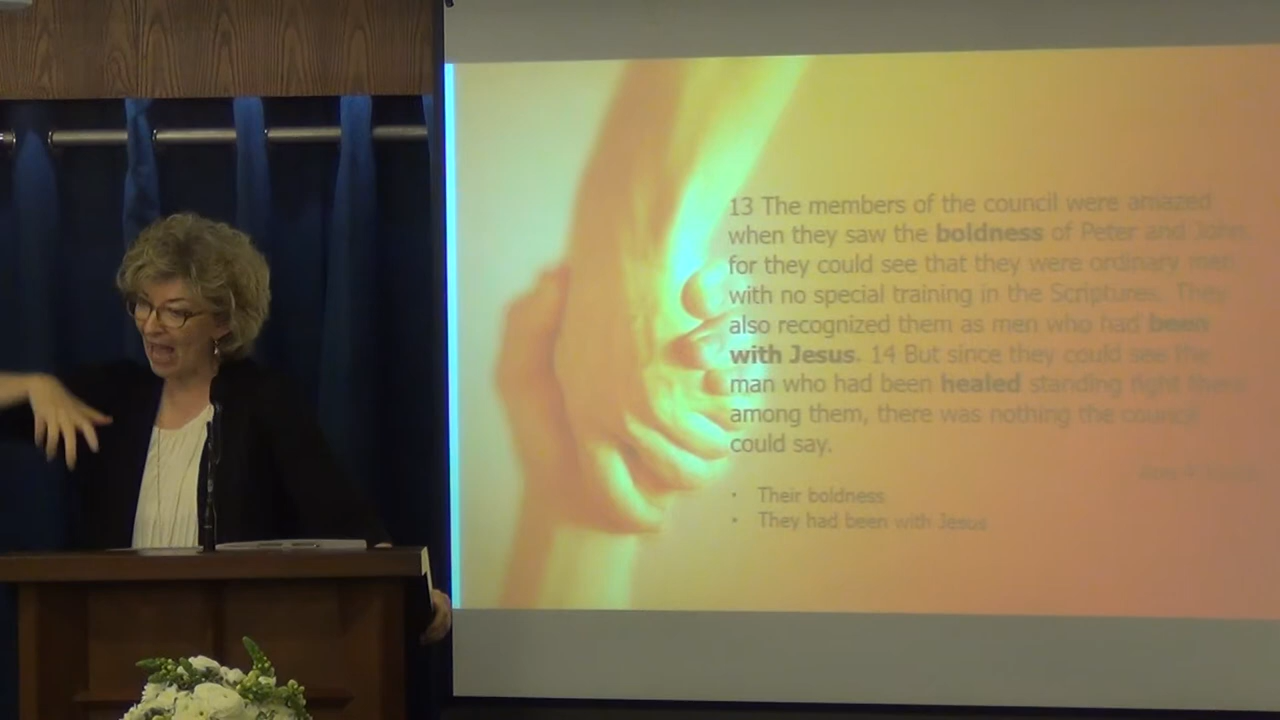 13 The members of the council were amazed
when they saw the boldness of Peter and John,
for they could see that they were ordinary men
with no special training in the Scriptures. They
also recognized them as men who had been
with Jesus. 14 But since they could see the
man who had been healed standing right there
among them, there was nothing the council
could say.
· Their boldness
· They had been with Jesus